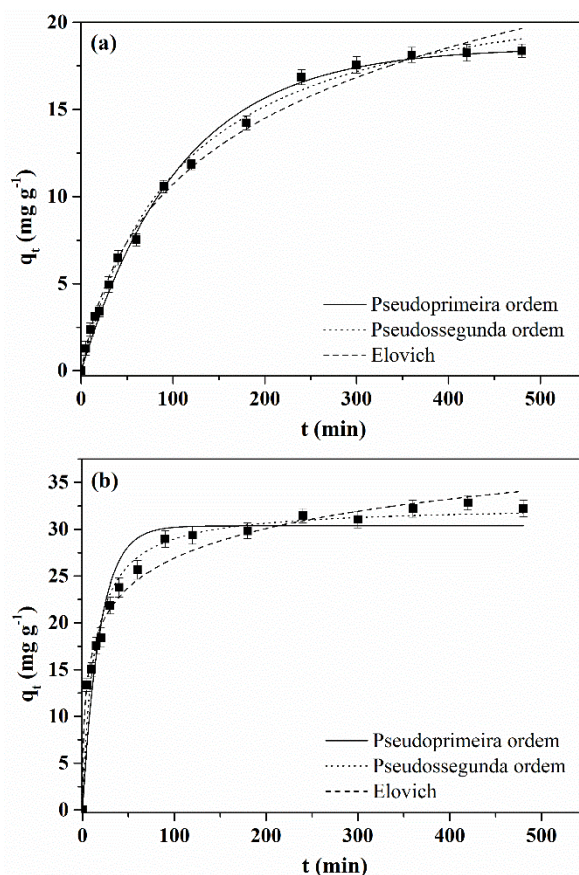 (a)
20
15
10
5
0
q_t (mg g⁻¹)
Pseudoprimeira ordem
Pseudossegunda ordem
Elovich
0 100 200 300 400 500
t (min)
(b)
35
30
25
20
15
10
5
0
q_t (mg g⁻¹)
Pseudoprimeira ordem
Pseudossegunda ordem
Elovich
0 100 200 300 400 500
t (min)